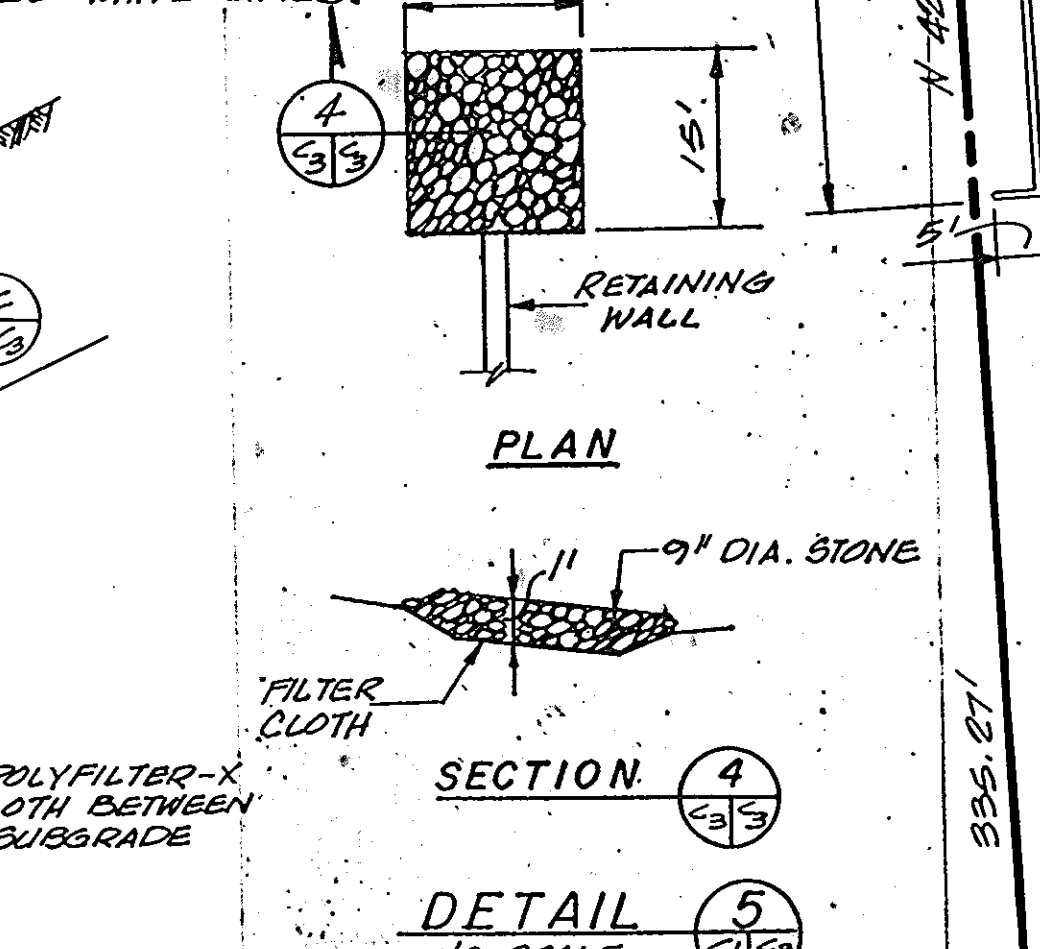 4
C3 C3
15'
N-42
5'
RETAINING
WALL
PLAN
1'
9" DIA. STONE
FILTER
CLOTH
335.27'
POLYFILTER-X
OTH BETWEEN
SUBGRADE
SECTION
4
C3 C3
DETAIL
5